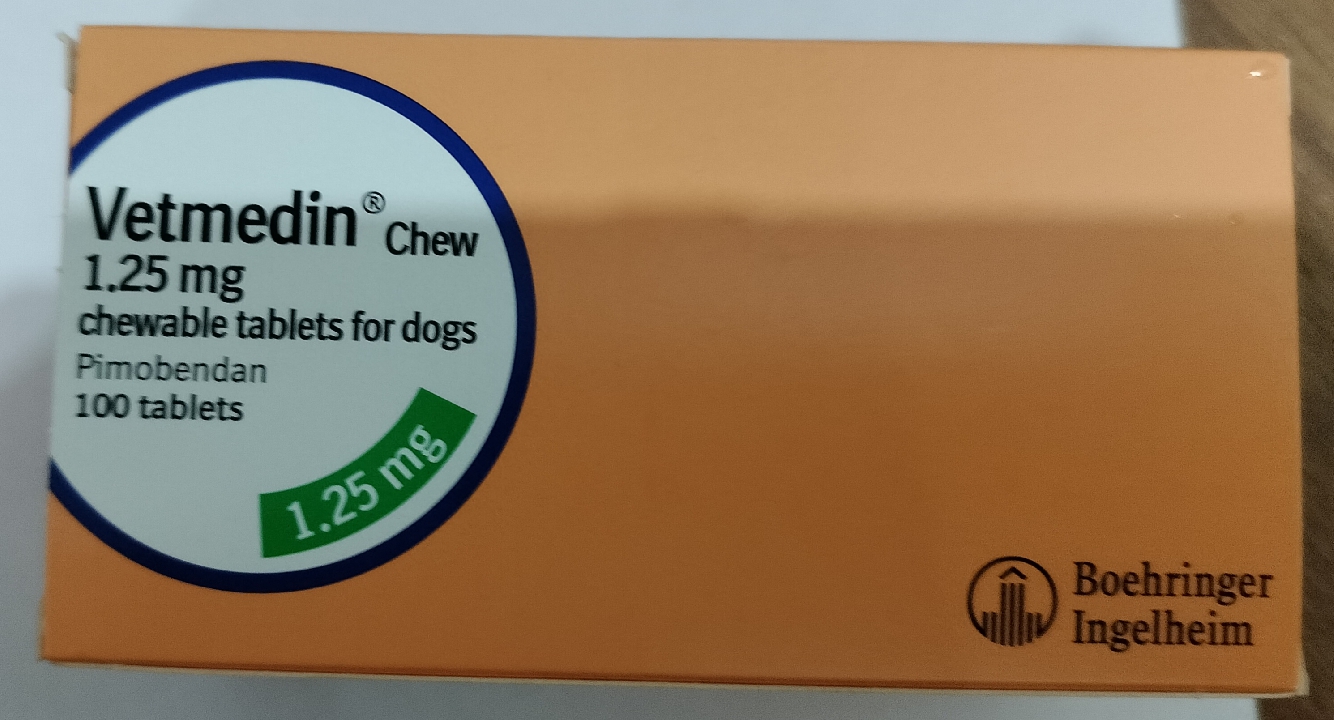 Vetmedin® Chew
1.25 mg
chewable tablets for dogs
Pimobendan
100 tablets
1.25 mg
Boehringer
Ingelheim